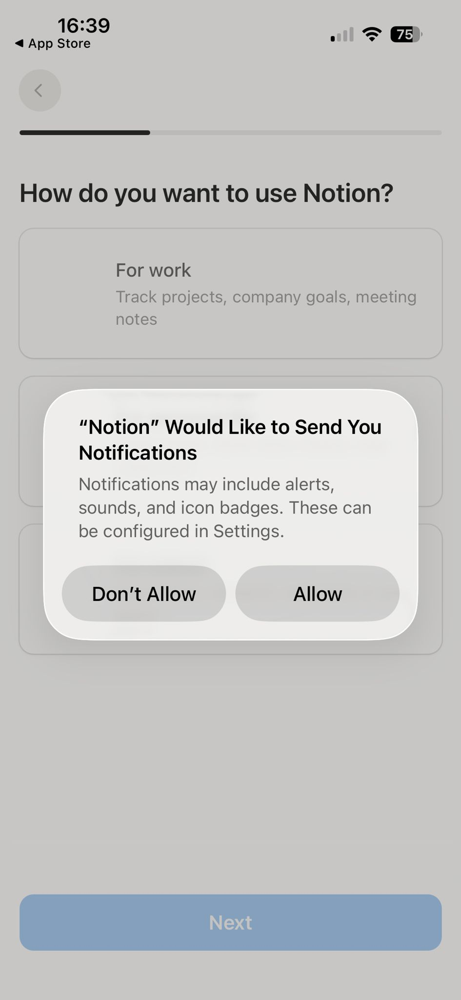 16:39
◀ App Store
75
How do you want to use Notion?
For work
Track projects, company goals, meeting
notes
“Notion” Would Like to Send You
Notifications
Notifications may include alerts,
sounds, and icon badges. These can
be configured in Settings.
Don’t Allow
Allow
Next